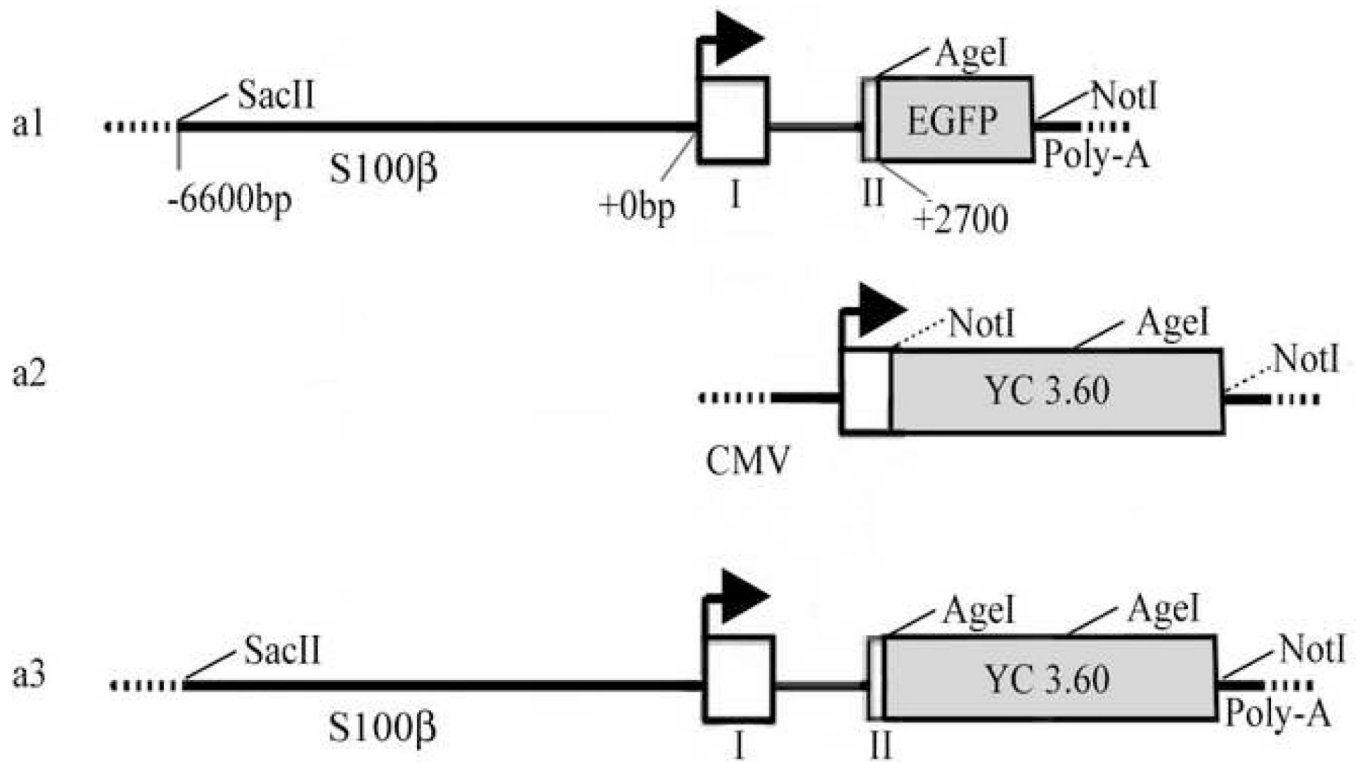 AgeI
SacII
NotI
a1
EGFP
S100β
Poly-A
-6600bp
+0bp
I
II
+2700
NotI
AgeI
NotI
a2
YC 3.60
CMV
AgeI
AgeI
SacII
NotI
a3
YC 3.60
S100β
Poly-A
I
II